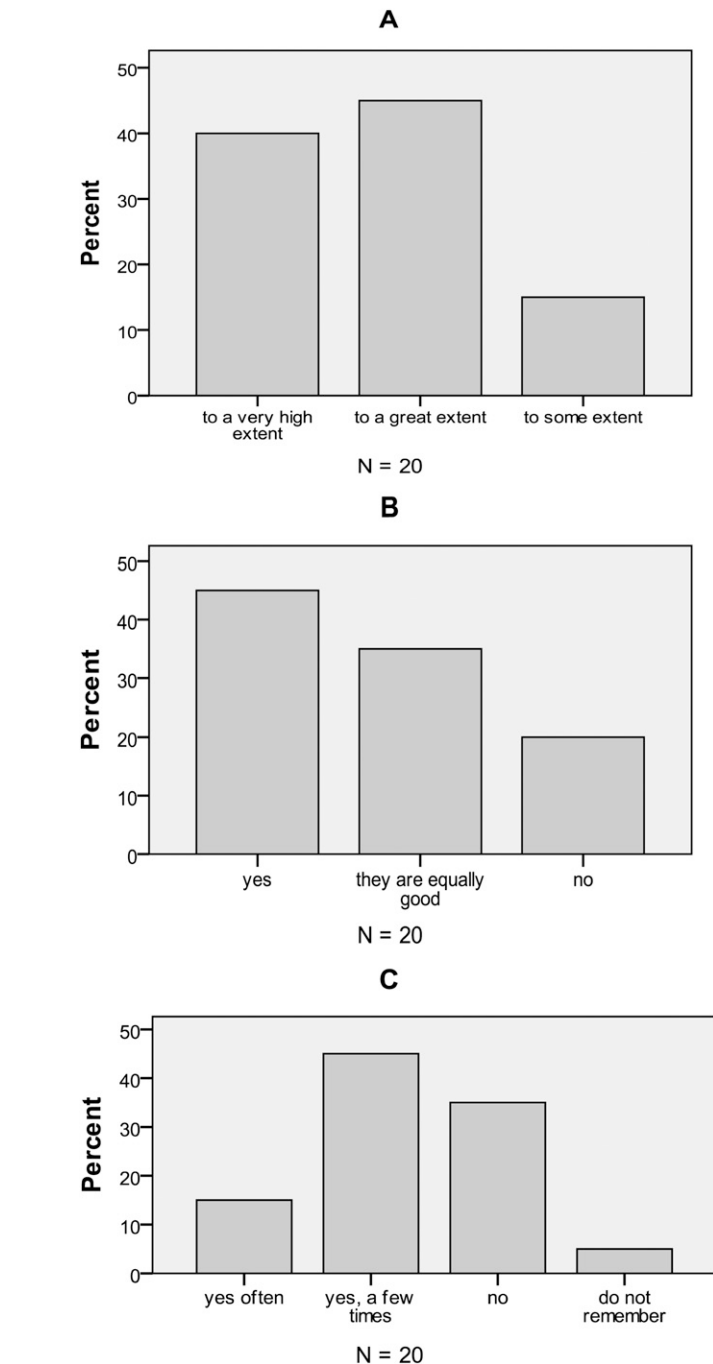 A
Percent
50
40
30
20
10
0
to a very high
extent
to a great extent
to some extent
N = 20
B
Percent
50
40
30
20
10
0
yes
they are equally
good
no
N = 20
C
Percent
50
40
30
20
10
0
yes often
yes, a few
times
no
do not
remember
N = 20